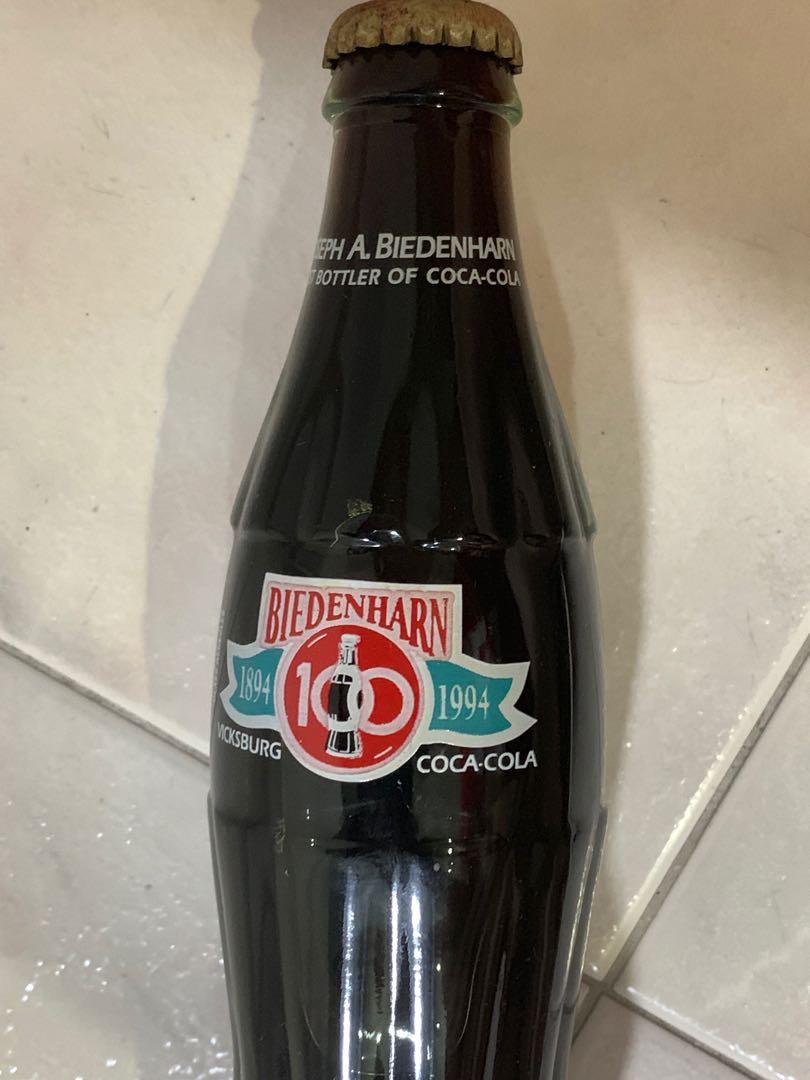 EPH A. BIEDENHARN
T BOTTLER OF COCA-COLA
BIEDENHARN
1894 100 1994
VICKSBURG COCA-COLA